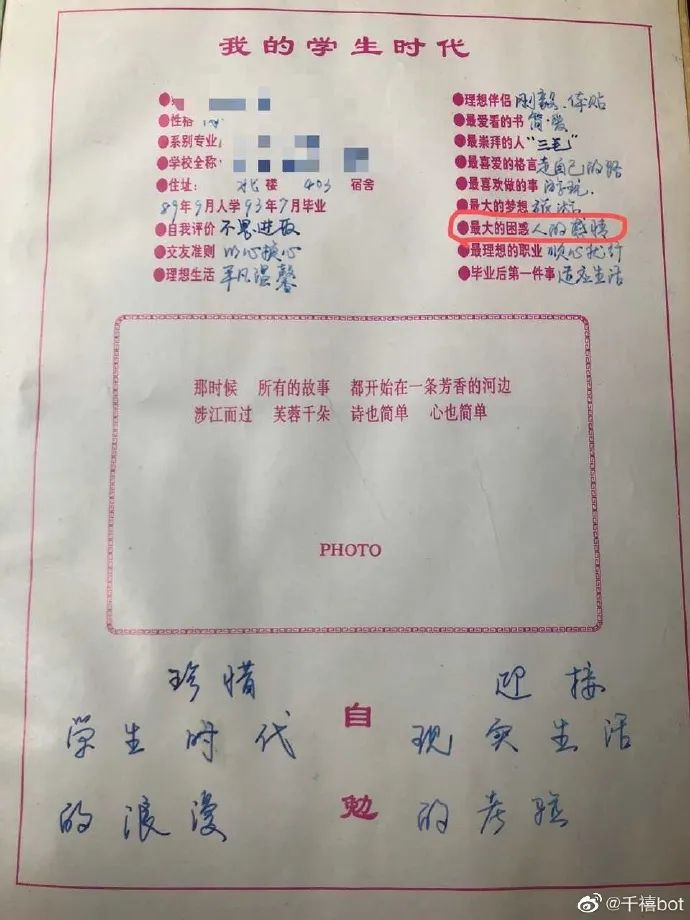 我的学生时代
性格
系别专业:
学校全称:
住址: 北楼 403 宿舍
89年9月入学93年7月毕业
自我评价 不思进取
交友准则 以心换心
理想生活 平凡温馨
理想伴侣 刚毅、体贴
最爱看的书 简·爱
最崇拜的人 "三毛"
最喜爱的格言 走自己的路
最喜欢做的事 游玩.
最大的梦想 旅游
最大的困惑 人的感情
最理想的职业 顺心就行
毕业后第一件事 适应生活
那时候 所有的故事 都开始在一条芳香的河边
涉江而过 芙蓉千朵 诗也简单 心也简单
PHOTO
自勉
珍惜
学生时代
的浪漫
迎接
现实生活
的考验
@千禧bot